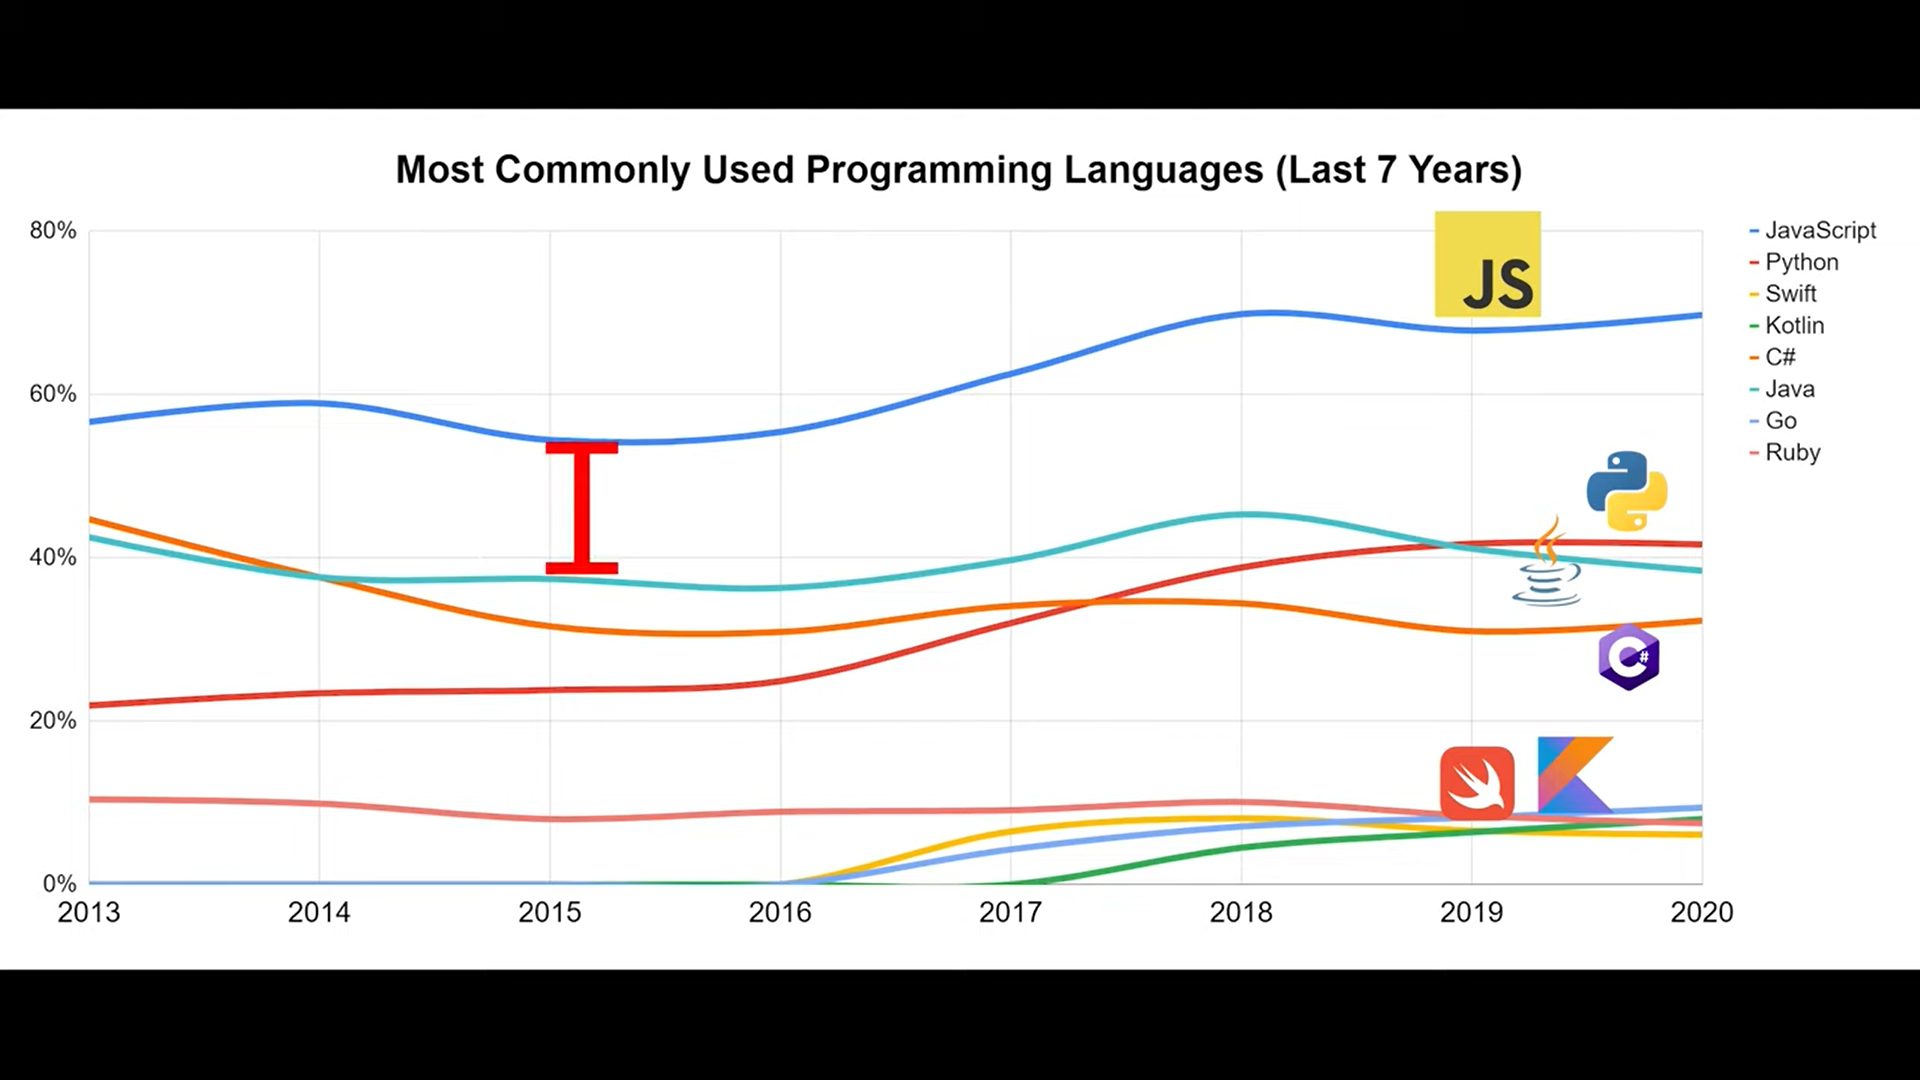 Most Commonly Used Programming Languages (Last 7 Years)
80%
60%
40%
20%
0%
2013 2014 2015 2016 2017 2018 2019 2020
JS
C#
JavaScript
Python
Swift
Kotlin
C#
Java
Go
Ruby